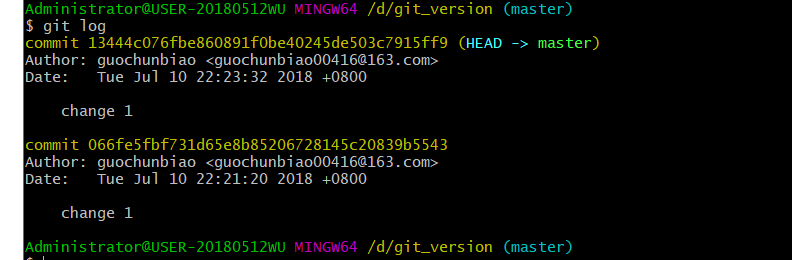 Administrator@USER-20180512WU MINGW64 /d/git_version (master)
$ git log
commit 13444c076fbe860891f0be40245de503c7915ff9 (HEAD -> master)
Author: guochunbiao <guochunbiao00416@163.com>
Date:   Tue Jul 10 22:23:32 2018 +0800

    change 1

commit 066fe5fbf731d65e8b85206728145c20839b5543
Author: guochunbiao <guochunbiao00416@163.com>
Date:   Tue Jul 10 22:21:20 2018 +0800

    change 1

Administrator@USER-20180512WU MINGW64 /d/git_version (master)
$